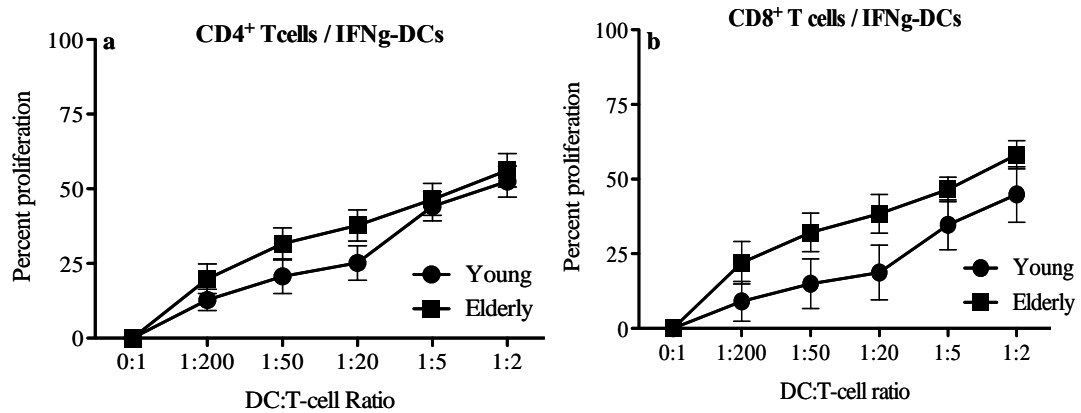 a
CD4⁺ Tcells / IFNg-DCs
Percent proliferation
100
75
50
25
0
0:1 1:200 1:50 1:20 1:5 1:2
DC:T-cell Ratio
Young
Elderly
b
CD8⁺ T cells / IFNg-DCs
Percent proliferation
100
75
50
25
0
0:1 1:200 1:50 1:20 1:5 1:2
DC:T-cell ratio
Young
Elderly